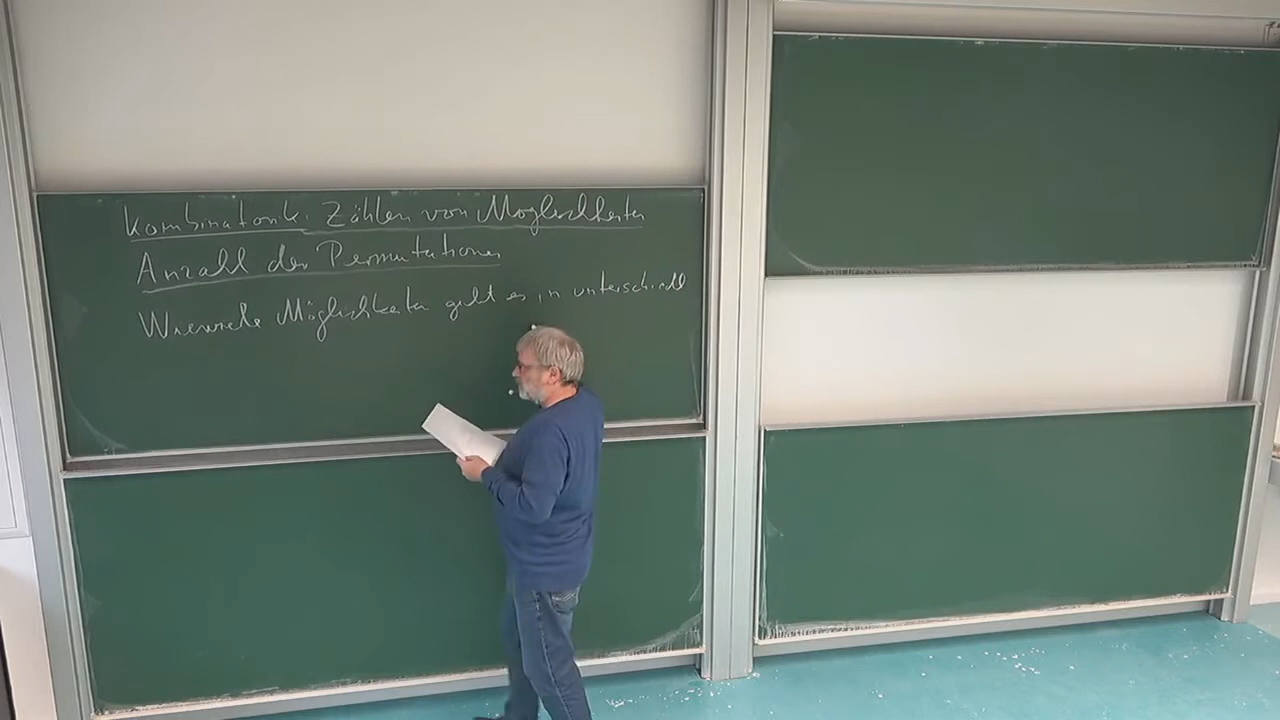 Kombinatorik: Zählen von Möglichkeiten
Anzahl der Permutationen
Wieviele Möglichkeiten gibt es, n unterschiedl